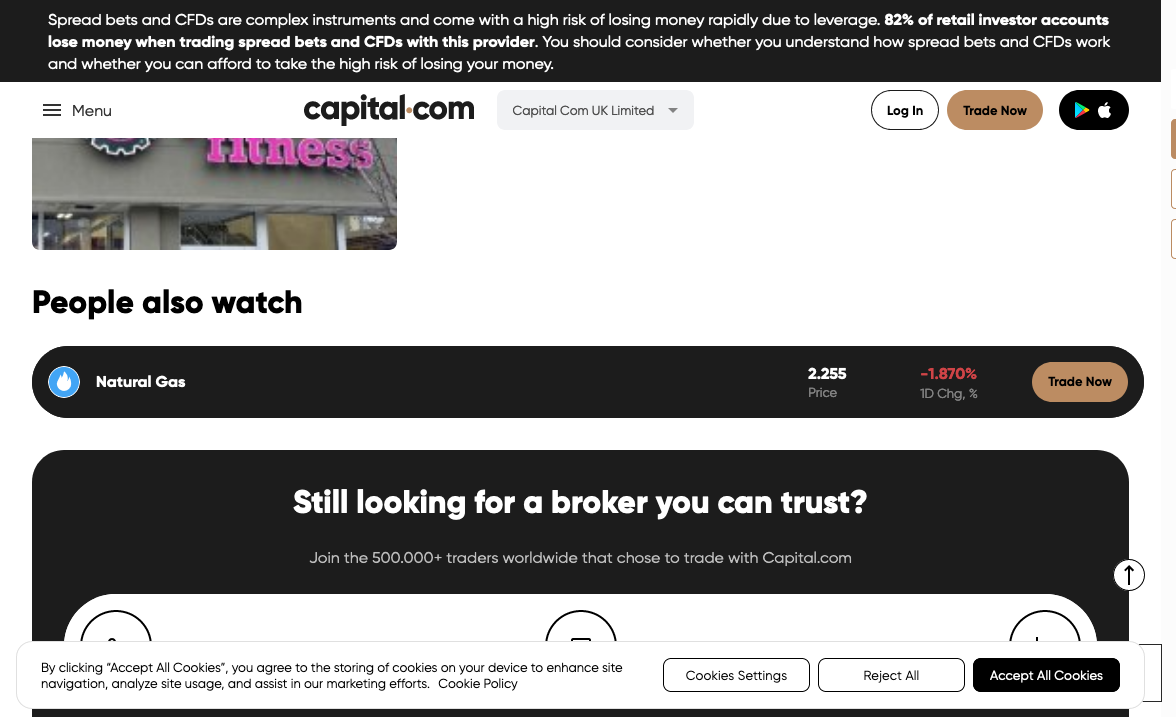 Spread bets and CFDs are complex instruments and come with a high risk of losing money rapidly due to leverage. 82% of retail investor accounts
lose money when trading spread bets and CFDs with this provider. You should consider whether you understand how spread bets and CFDs work
and whether you can afford to take the high risk of losing your money.
Menu
capital.com
Capital Com UK Limited
Log In
Trade Now
fitness
People also watch
Natural Gas
2.255
Price
-1.870%
1D Chg, %
Trade Now
Still looking for a broker you can trust?
Join the 500.000+ traders worldwide that chose to trade with Capital.com
By clicking “Accept All Cookies”, you agree to the storing of cookies on your device to enhance site
navigation, analyze site usage, and assist in our marketing efforts. Cookie Policy
Cookies Settings
Reject All
Accept All Cookies